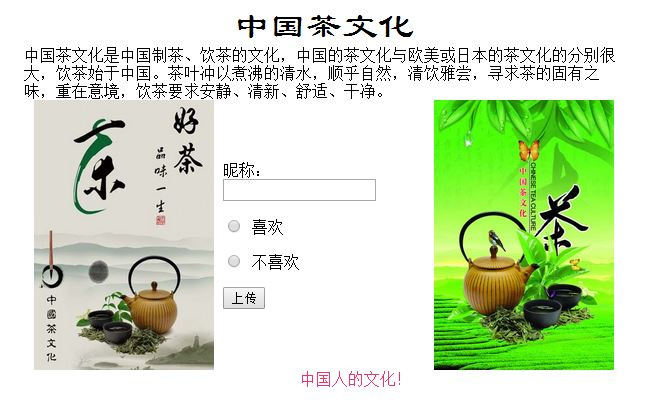 中国茶文化
中国茶文化是中国制茶、饮茶的文化，中国的茶文化与欧美或日本的茶文化的分别很
大，饮茶始于中国。茶叶冲以煮沸的清水，顺乎自然，清饮雅尝，寻求茶的固有之
味，重在意境，饮茶要求安静、清新、舒适、干净。
茶
好茶
品味一生
中國茶文化
昵称：
喜欢
不喜欢
上传
中国茶文化
CHINESE TEA CULTURE
茶
中国人的文化！